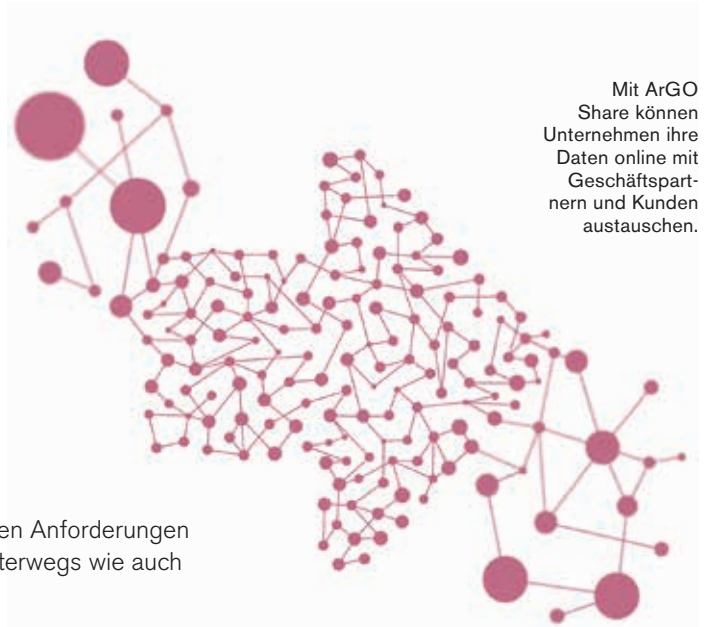 Mit ArGO
Share können
Unternehmen ihre
Daten online mit
Geschäftspart-
nern und Kunden
austauschen.
en Anforderungen
terwegs wie auch